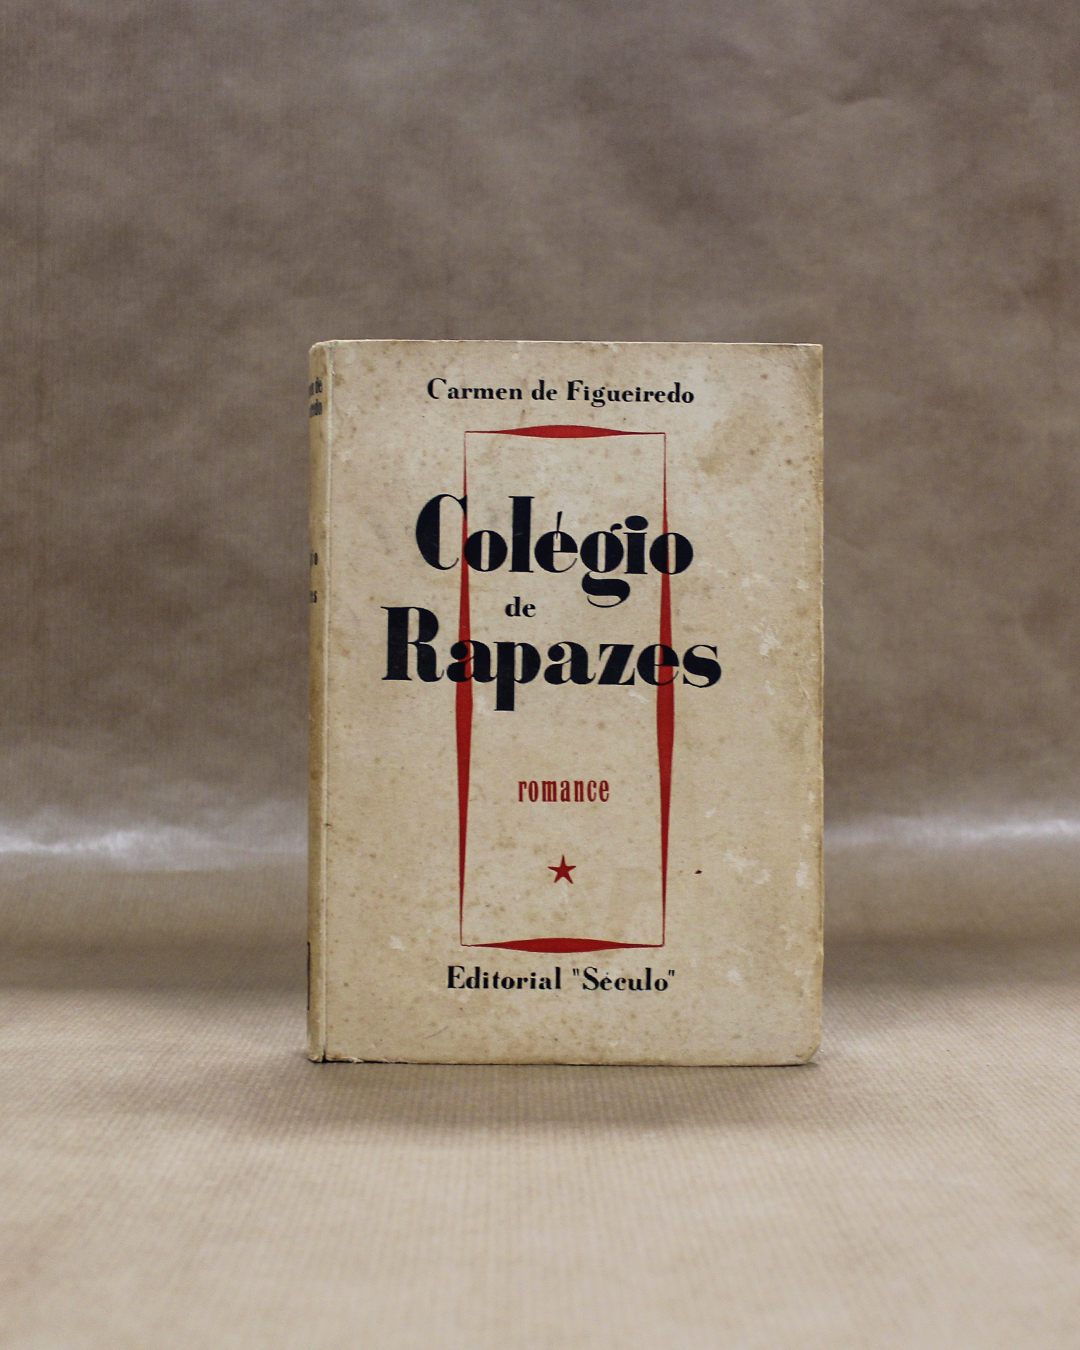 Carmen de Figueiredo
Colégio
de
Rapazes
romance
Editorial "Século"